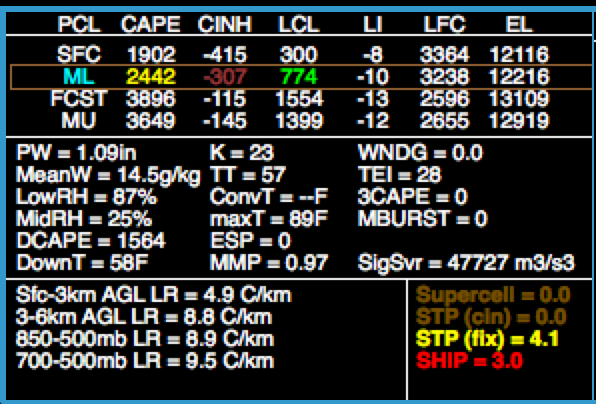 PCL CAPE CINH LCL LI LFC EL
SFC 1902 -415 300 -8 3364 12116
ML 2442 -307 774 -10 3238 12216
FCST 3896 -115 1554 -13 2596 13109
MU 3649 -145 1399 -12 2655 12919
PW = 1.09in K = 23 WNDG = 0.0
MeanW = 14.5g/kg TT = 57 TEI = 28
LowRH = 87% ConvT = --F 3CAPE = 0
MidRH = 25% maxT = 89F MBURST = 0
DCAPE = 1564 ESP = 0
DownT = 58F MMP = 0.97 SigSvr = 47727 m3/s3
Sfc-3km AGL LR = 4.9 C/km Supercell = 0.0
3-6km AGL LR = 8.8 C/km STP (cin) = 0.0
850-500mb LR = 8.9 C/km STP (fix) = 4.1
700-500mb LR = 9.5 C/km SHIP = 3.0